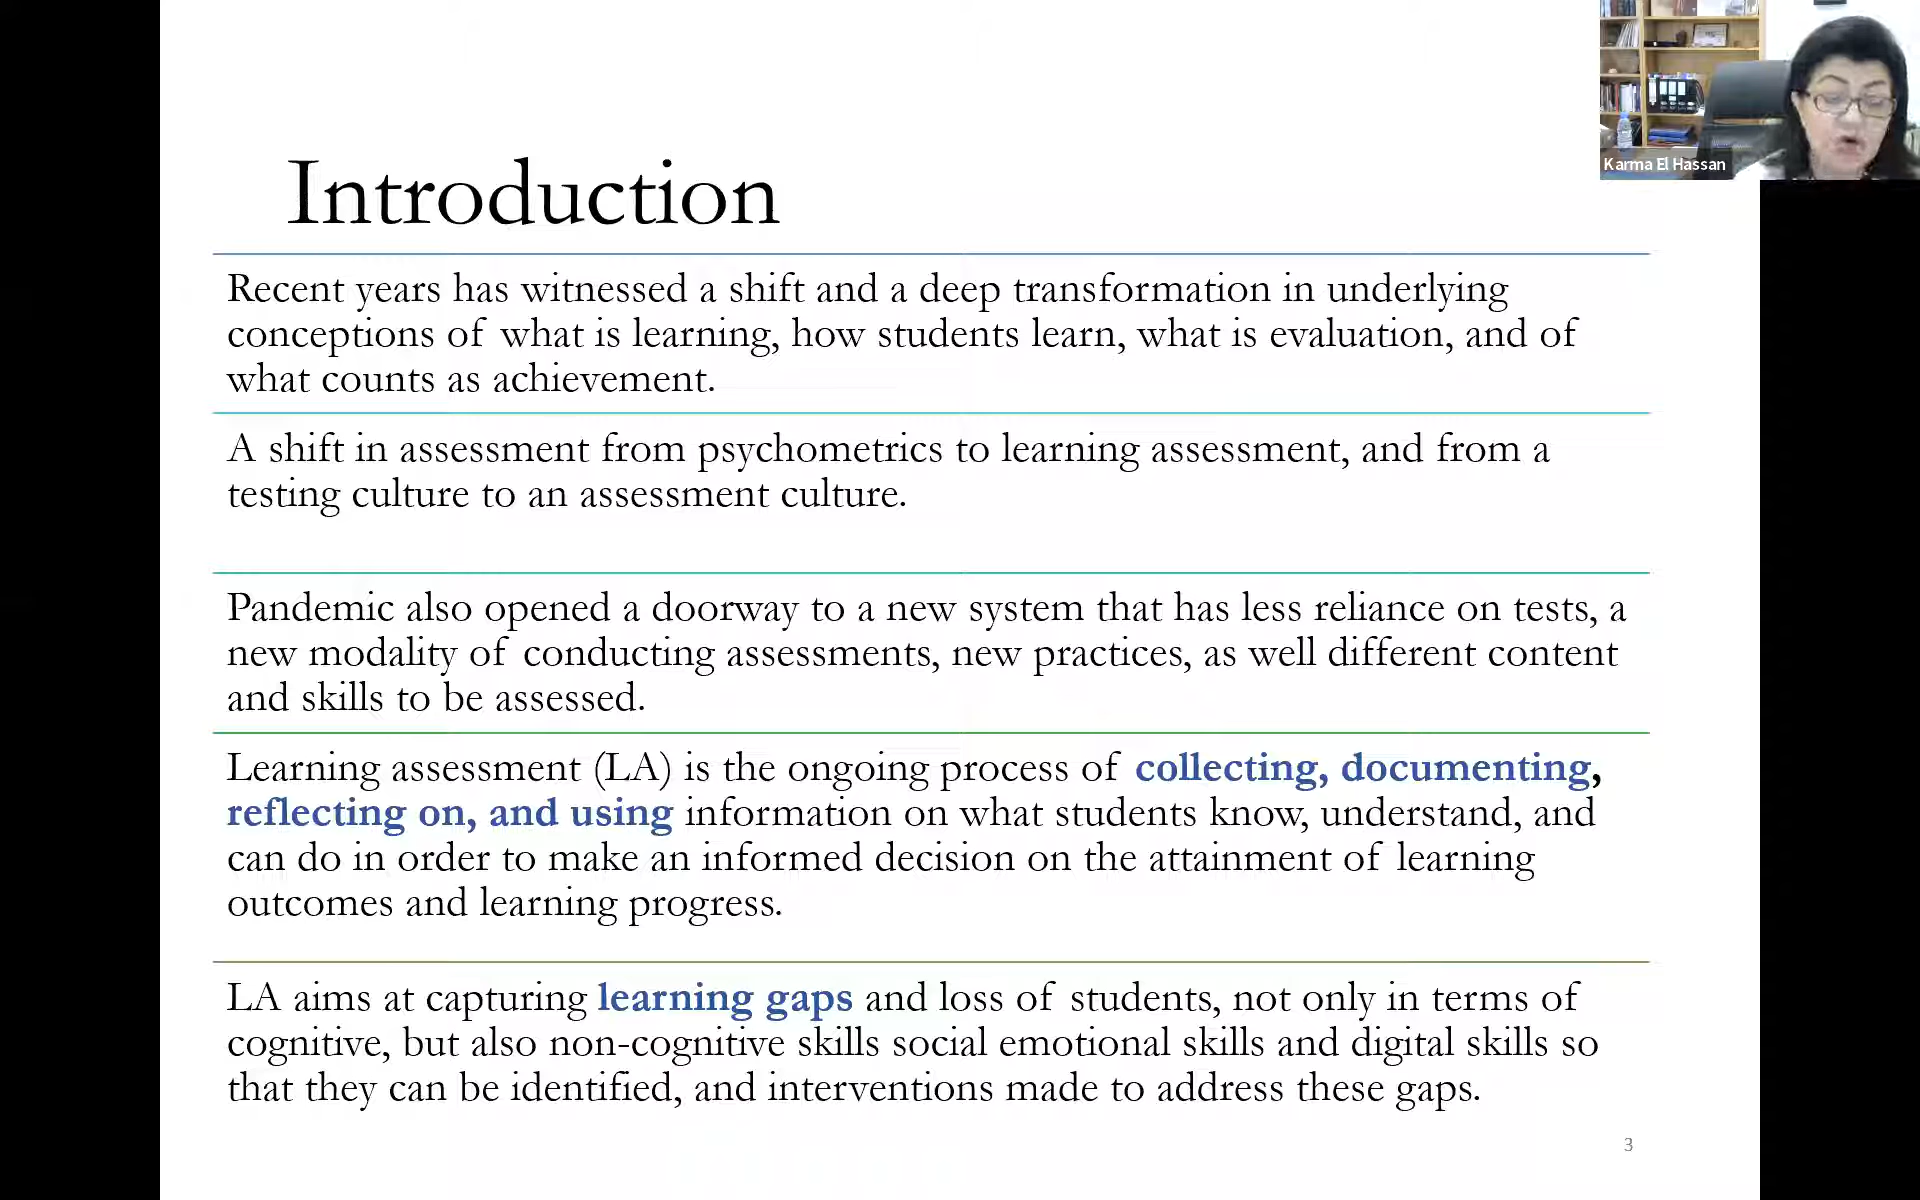 Karma El Hassan
Introduction
Recent years has witnessed a shift and a deep transformation in underlying
conceptions of what is learning, how students learn, what is evaluation, and of
what counts as achievement.
A shift in assessment from psychometrics to learning assessment, and from a
testing culture to an assessment culture.
Pandemic also opened a doorway to a new system that has less reliance on tests, a
new modality of conducting assessments, new practices, as well different content
and skills to be assessed.
Learning assessment (LA) is the ongoing process of collecting, documenting,
reflecting on, and using information on what students know, understand, and
can do in order to make an informed decision on the attainment of learning
outcomes and learning progress.
LA aims at capturing learning gaps and loss of students, not only in terms of
cognitive, but also non-cognitive skills social emotional skills and digital skills so
that they can be identified, and interventions made to address these gaps.
3